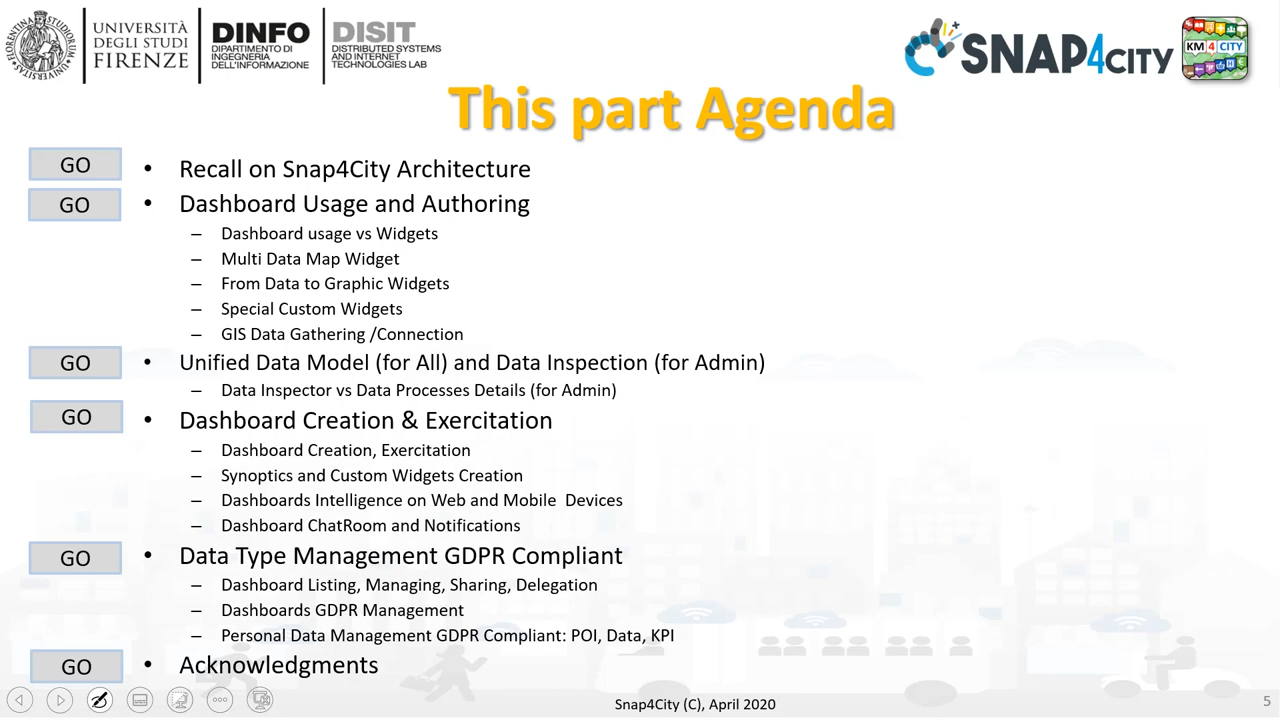 UNIVERSITÀ
DEGLI STUDI
FIRENZE
DINFO
DIPARTIMENTO DI
INGEGNERIA
DELL'INFORMAZIONE
DISIT
DISTRIBUTED SYSTEMS
AND INTERNET
TECHNOLOGIES LAB
SNAP4CITY
KM 4 CITY
This part Agenda
GO • Recall on Snap4City Architecture
GO • Dashboard Usage and Authoring
– Dashboard usage vs Widgets
– Multi Data Map Widget
– From Data to Graphic Widgets
– Special Custom Widgets
– GIS Data Gathering /Connection
GO • Unified Data Model (for All) and Data Inspection (for Admin)
– Data Inspector vs Data Processes Details (for Admin)
GO • Dashboard Creation & Exercitation
– Dashboard Creation, Exercitation
– Synoptics and Custom Widgets Creation
– Dashboards Intelligence on Web and Mobile  Devices
– Dashboard ChatRoom and Notifications
GO • Data Type Management GDPR Compliant
– Dashboard Listing, Managing, Sharing, Delegation
– Dashboards GDPR Management
– Personal Data Management GDPR Compliant: POI, Data, KPI
GO • Acknowledgments
Snap4City (C), April 2020
5